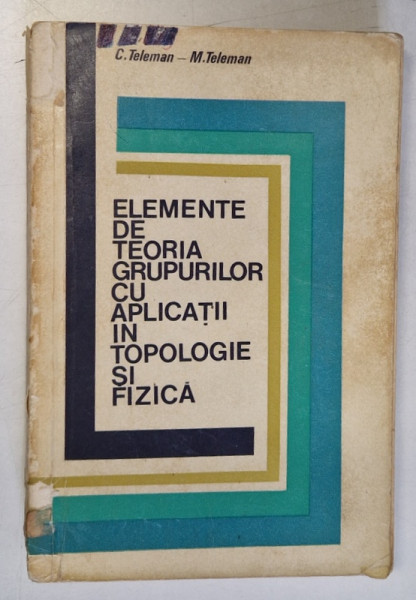 C. Teleman – M. Teleman
ELEMENTE
DE
TEORIA
GRUPURILOR
CU
APLICAȚII
IN
TOPOLOGIE
ȘI
FIZICĂ